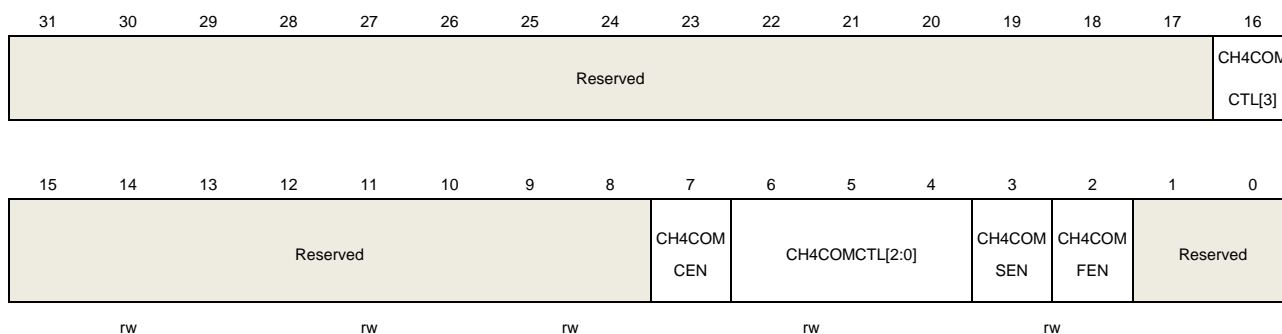 31 30 29 28 27 26 25 24 23 22 21 20 19 18 17 16
Reserved
CH4COM
CTL[3]
15 14 13 12 11 10 9 8 7 6 5 4 3 2 1 0
Reserved
CH4COM
CEN
CH4COMCTL[2:0]
CH4COM
SEN
CH4COM
FEN
Reserved
rw rw rw rw rw